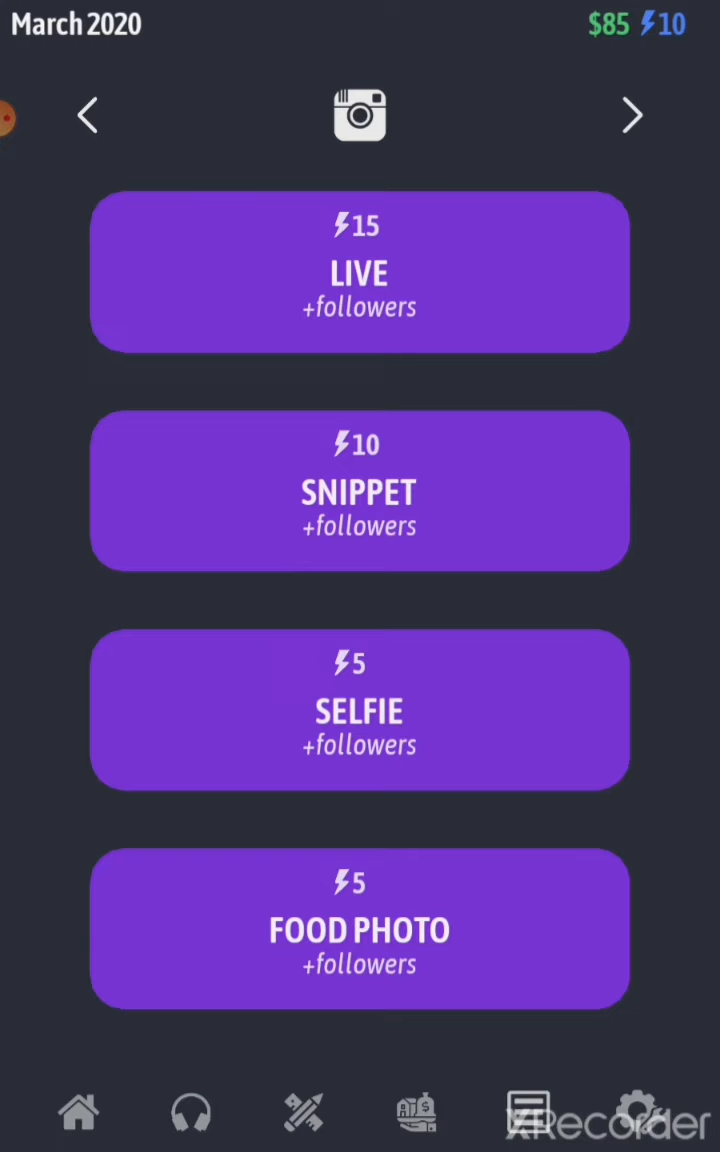 March 2020
$85 10
15
LIVE
+followers
10
SNIPPET
+followers
5
SELFIE
+followers
5
FOOD PHOTO
+followers
XRecorder